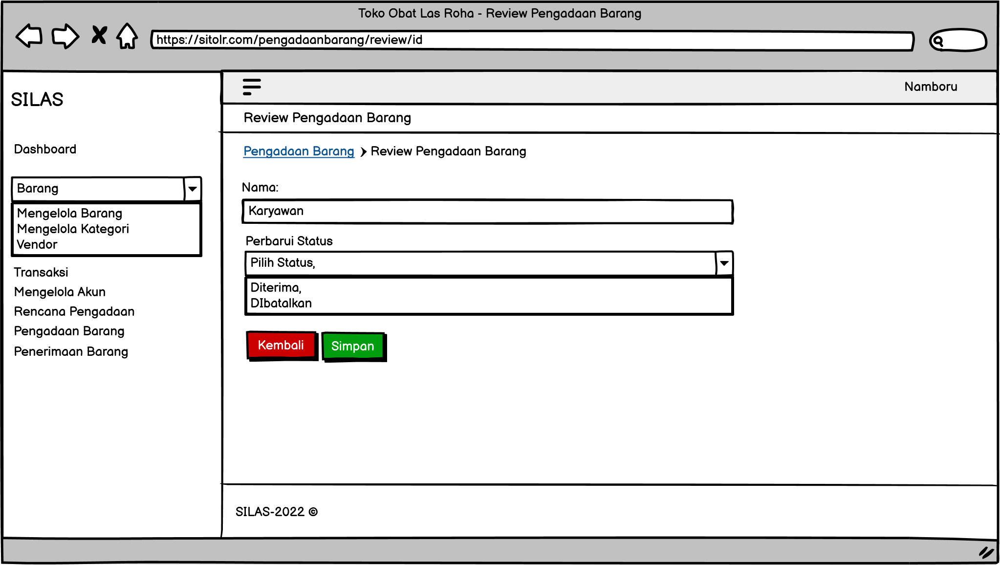 Toko Obat Las Roha - Review Pengadaan Barang
https://sitolr.com/pengadaanbarang/review/id
SILAS
Namboru
Review Pengadaan Barang
Dashboard
Pengadaan Barang Review Pengadaan Barang
Barang
Mengelola Barang
Mengelola Kategori
Vendor
Transaksi
Mengelola Akun
Rencana Pengadaan
Pengadaan Barang
Penerimaan Barang
Nama:
Karyawan
Perbarui Status
Pilih Status,
Diterima,
DIbatalkan
Kembali Simpan
SILAS-2022 ©